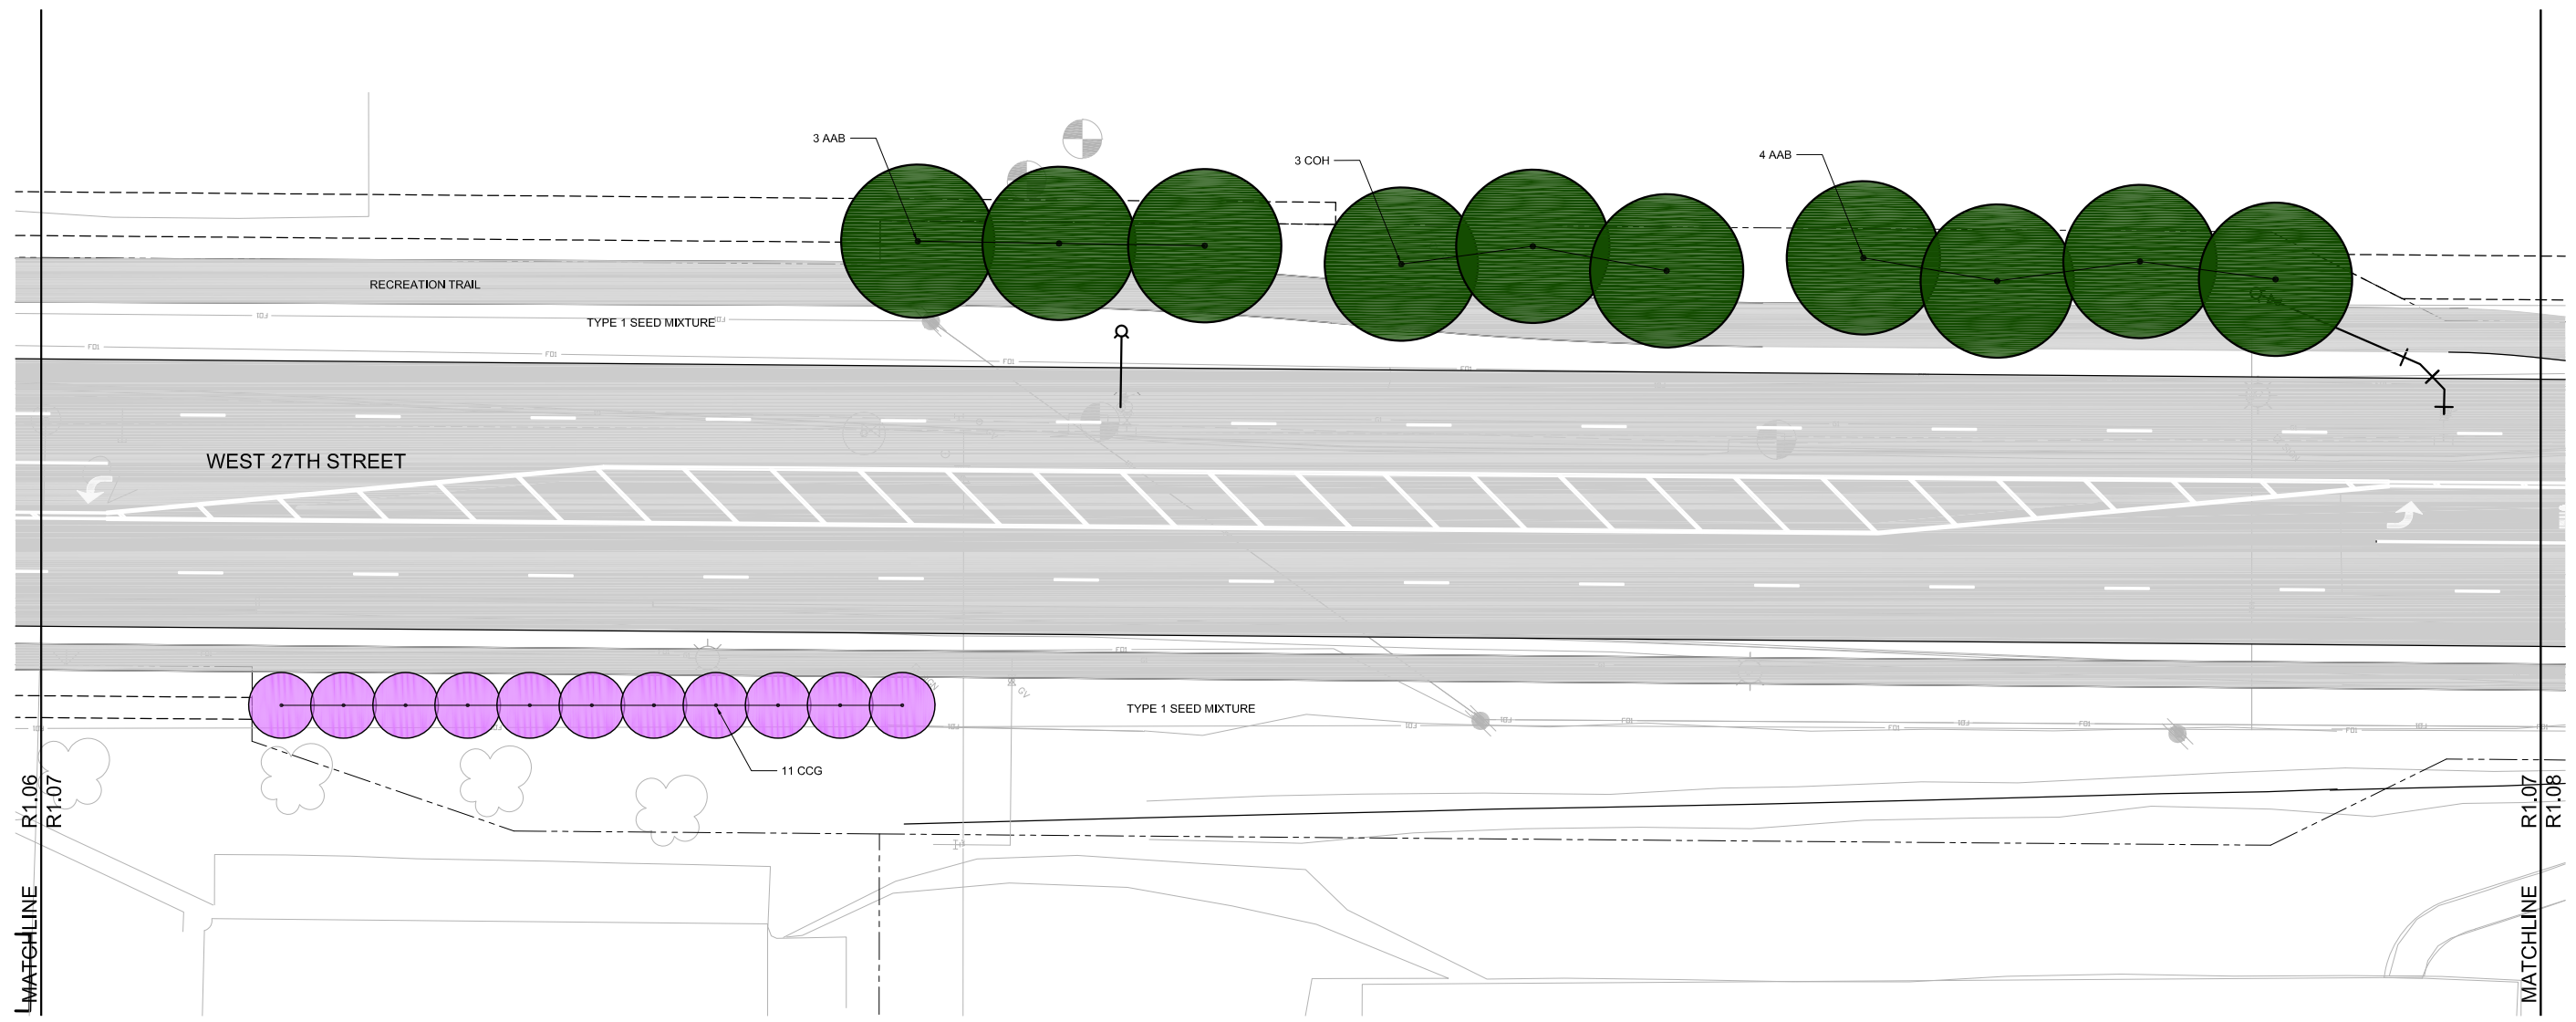 3 AAB
3 COH
4 AAB
RECREATION TRAIL
TYPE 1 SEED MIXTURE
WEST 27TH STREET
TYPE 1 SEED MIXTURE
11 CCG
R1.06
R1.07
MATCHLINE
R1.07
R1.08
MATCHLINE
GV